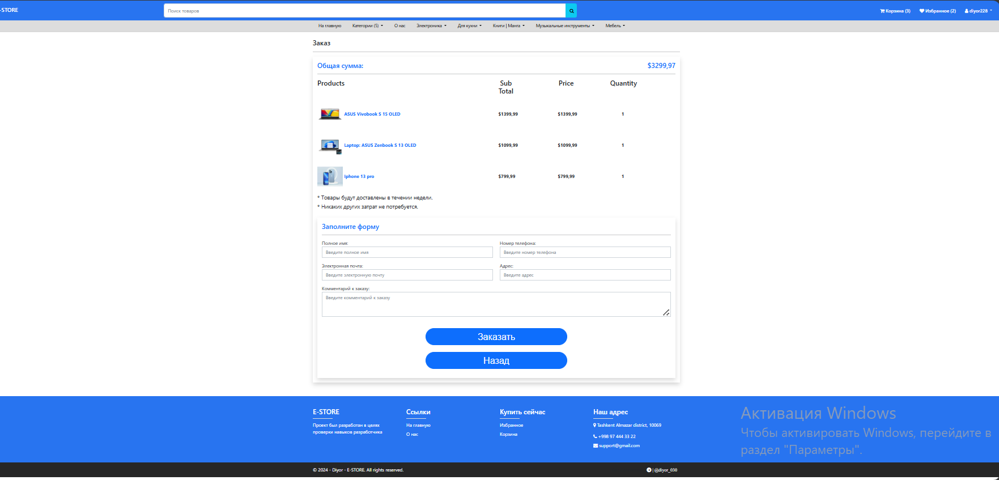 E-STORE
Поиск товаров
Корзина (3) Избранное (2) diyor228
На главную Категории (5) О нас Электроника Для кухни Книги | Манга Музыкальные инструменты Мебель
Заказ
Общая сумма: $3299,97
Products Sub Total Price Quantity
ASUS Vivobook S 15 OLED $1399,99 $1399,99 1
Laptop: ASUS Zenbook S 13 OLED $1099,99 $1099,99 1
Iphone 13 pro $799,99 $799,99 1
* Товары будут доставлены в течении недели.
* Никаких других затрат не потребуется.
Заполните форму
Полное имя: Номер телефона:
Введите полное имя Введите номер телефона
Электронная почта: Адрес:
Введите электронную почту Введите адрес
Комментарий к заказу:
Введите комментарий к заказу
Заказать
Назад
E-STORE Ссылки Купить сейчас Наш адрес
Проект был разработан в целях На главную Избранное Tashkent Almazar district, 10069
проверки навыков разработчика О нас Корзина +998 97 444 33 22
support@gmail.com
Активация Windows
Чтобы активировать Windows, перейдите в
раздел "Параметры".
© 2024 - Diyor - E-STORE. All rights reserved. | @diyor_030